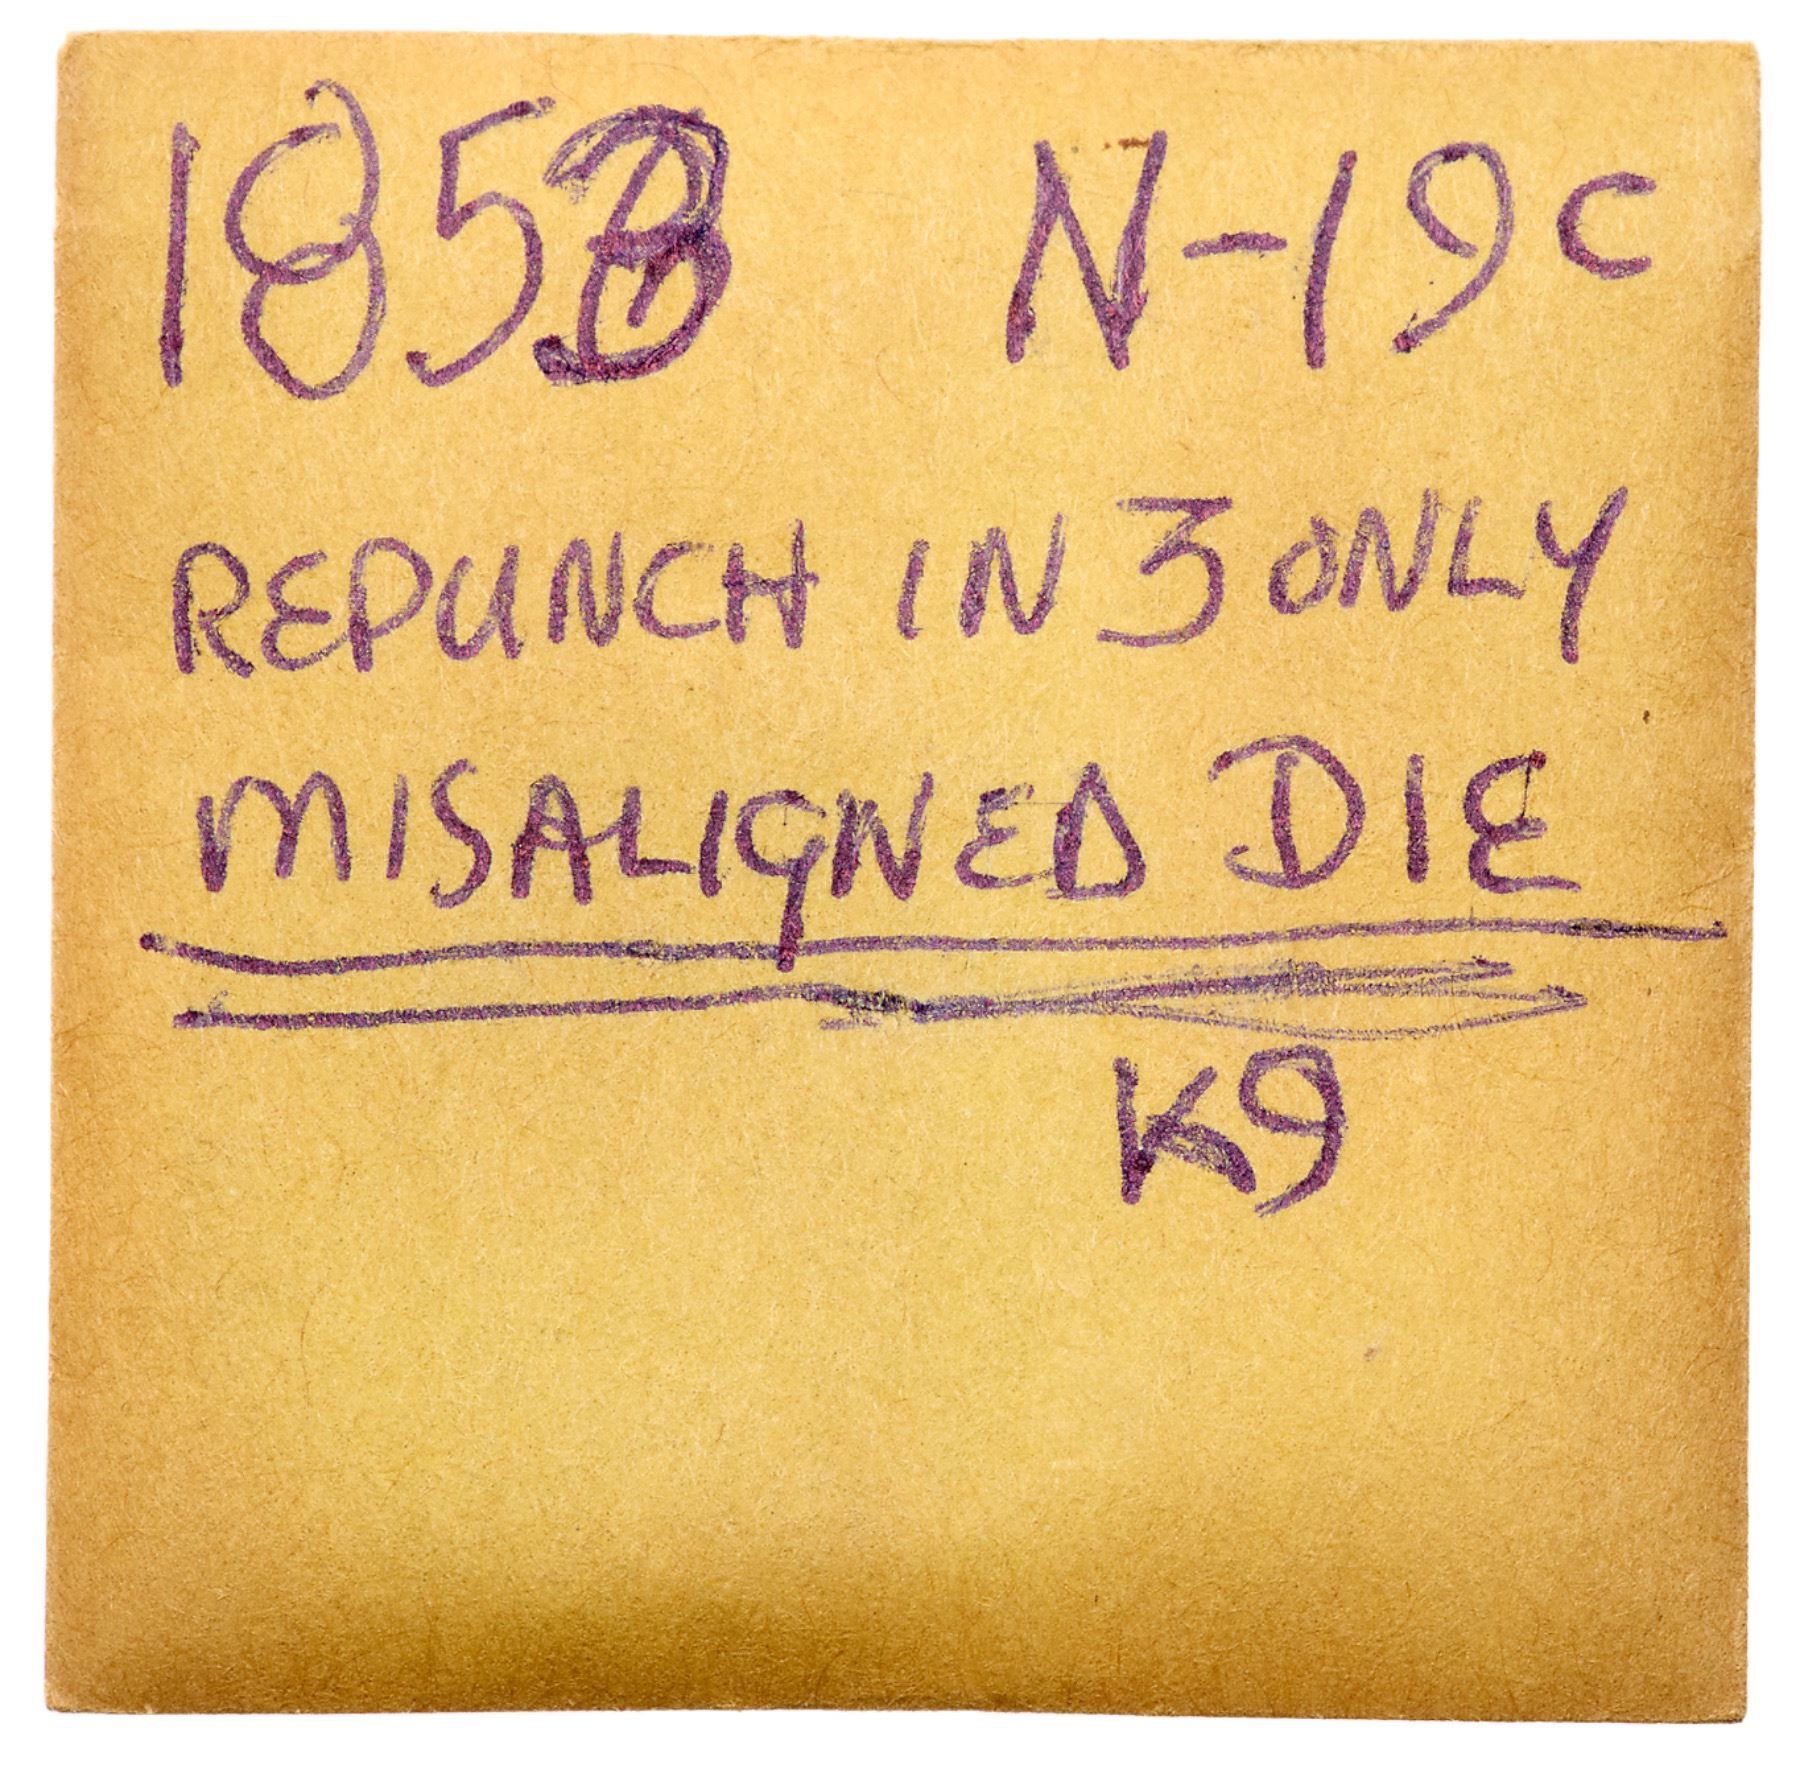 1853 N-19c
REPUNCH IN 3 ONLY
MISALIGNED DIE
K9